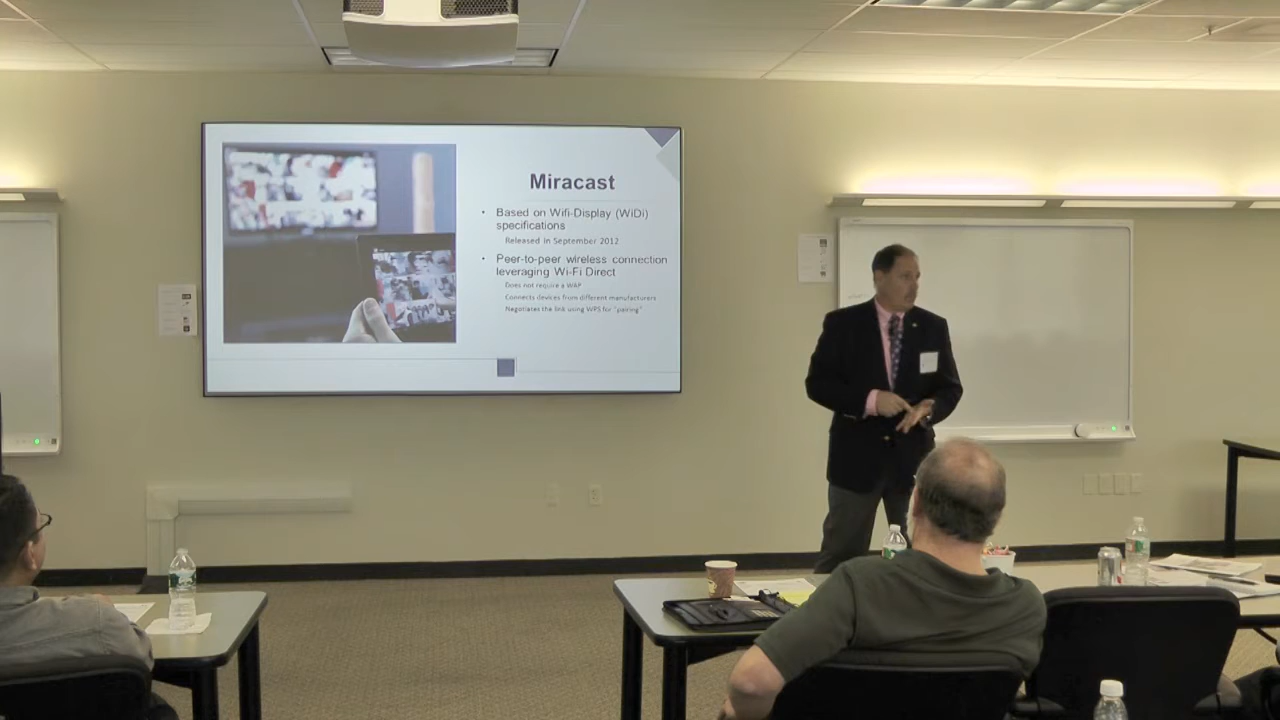 Miracast
• Based on Wifi-Display (WiDi)
specifications
Released in September 2012
• Peer-to-peer wireless connection
leveraging Wi-Fi Direct
Does not require a WAP
Connects devices from different manufacturers
Negotiates the link using WPS for "pairing"